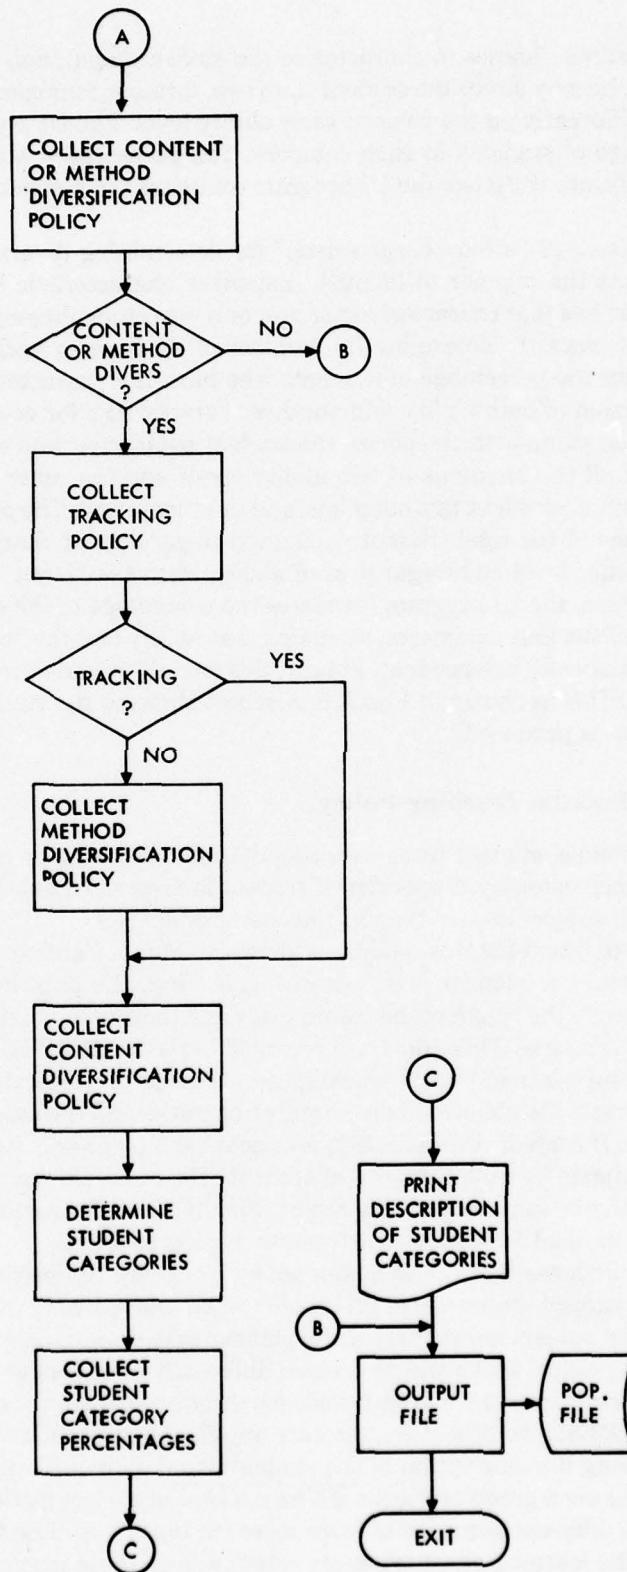 A
COLLECT CONTENT
OR METHOD
DIVERSIFICATION
POLICY
CONTENT
OR METHOD
DIVERS
?
NO
B
YES
COLLECT
TRACKING
POLICY
TRACKING
?
YES
NO
COLLECT
METHOD
DIVERSIFICATION
POLICY
COLLECT
CONTENT
DIVERSIFICATION
POLICY
DETERMINE
STUDENT
CATEGORIES
COLLECT
STUDENT
CATEGORY
PERCENTAGES
C
C
PRINT
DESCRIPTION
OF STUDENT
CATEGORIES
B
OUTPUT
FILE
POP.
FILE
EXIT